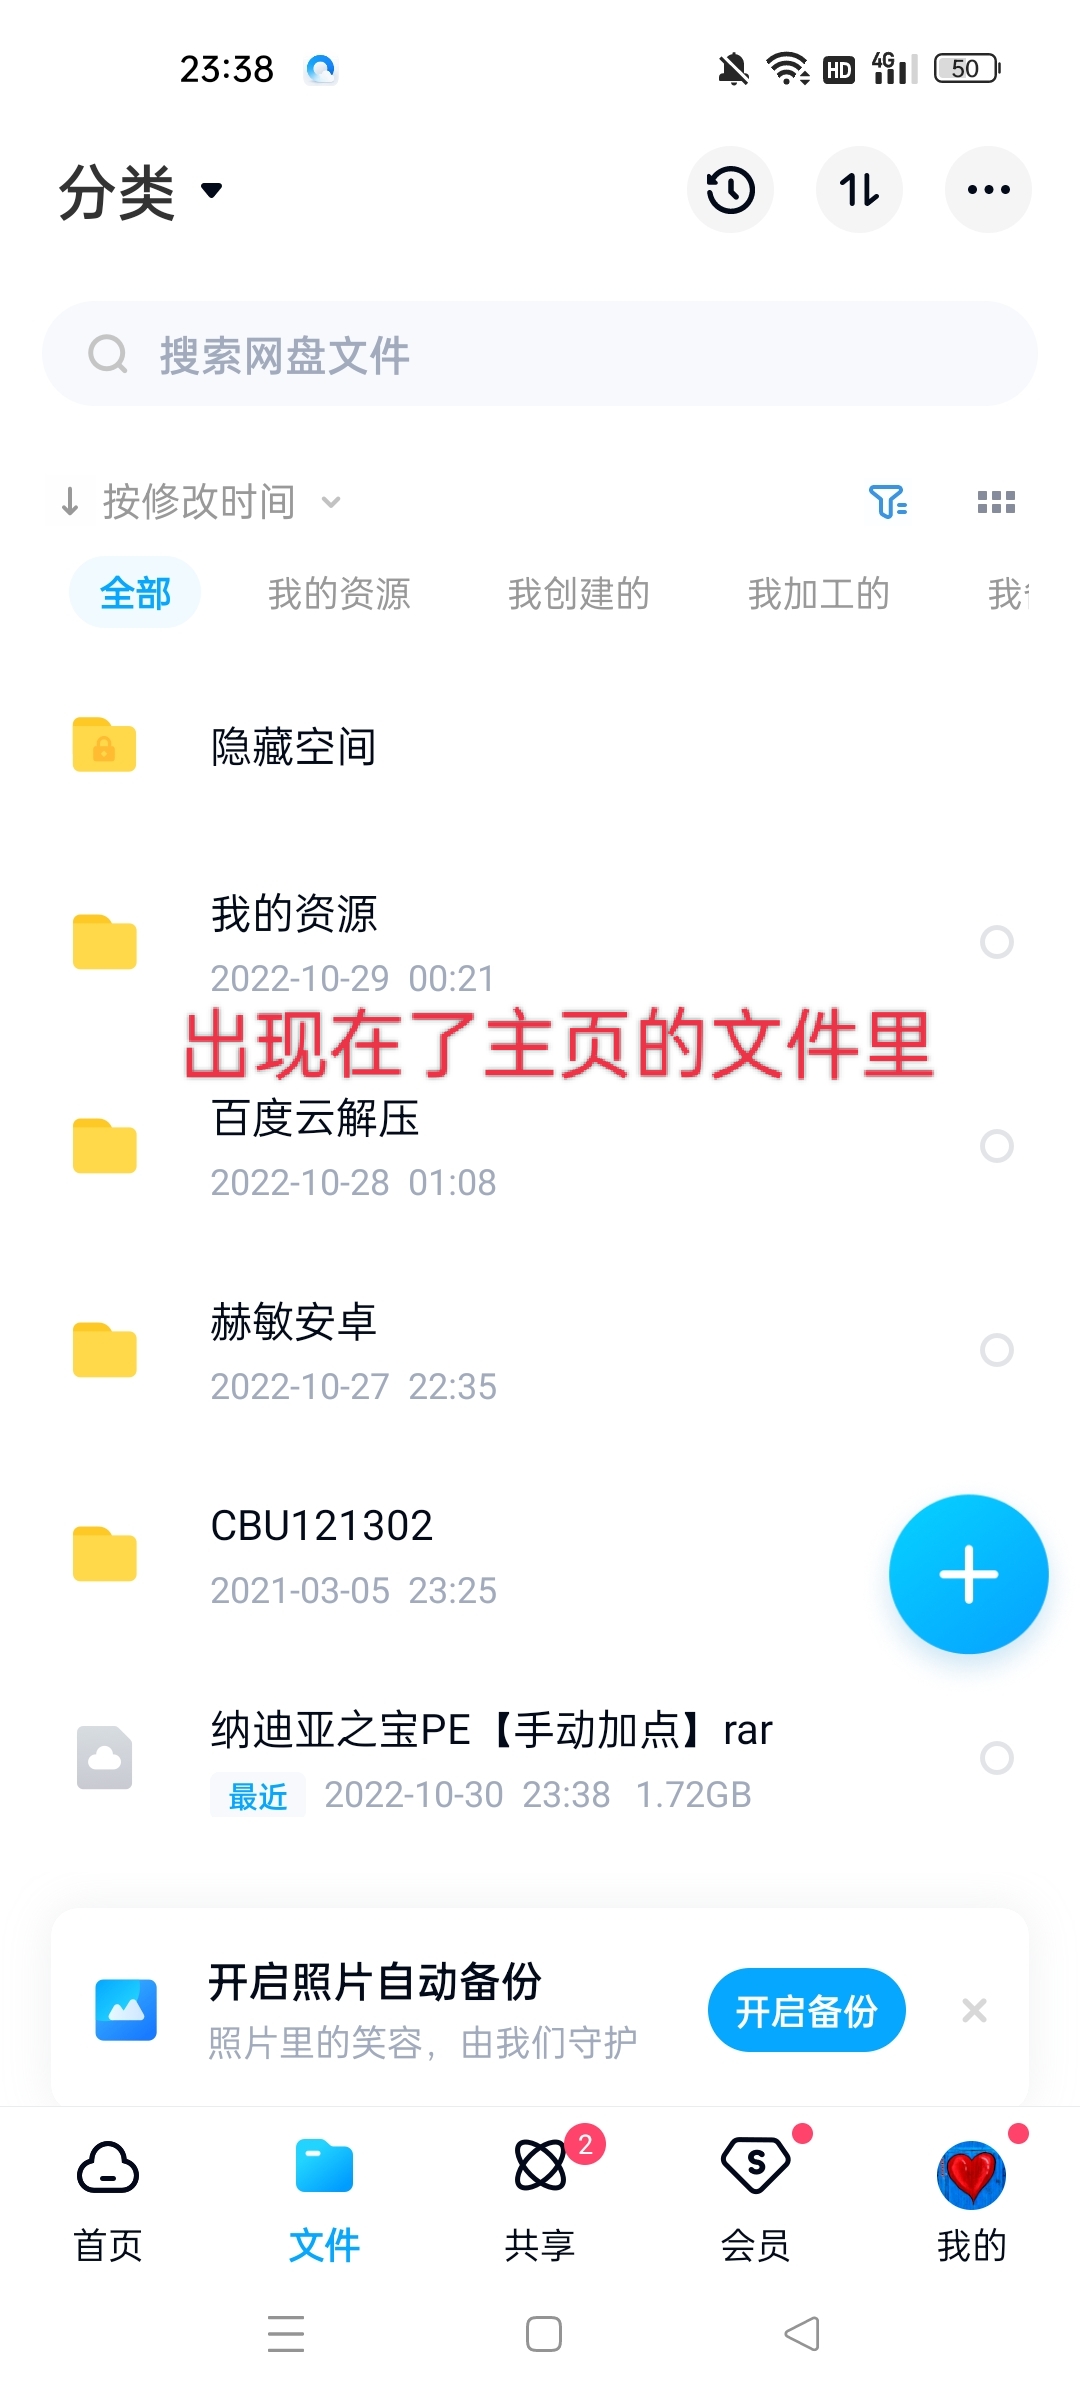 23:38
HD
4G
50
分类
搜索网盘文件
按修改时间
全部 我的资源 我创建的 我加工的
隐藏空间
我的资源
2022-10-29 00:21
出现在了主页的文件里
百度云解压
2022-10-28 01:08
赫敏安卓
2022-10-27 22:35
CBU121302
2021-03-05 23:25
纳迪亚之宝PE【手动加点】rar
最近 2022-10-30 23:38 1.72GB
开启照片自动备份
照片里的笑容，由我们守护
开启备份
2
S
首页 文件 共享 会员 我的